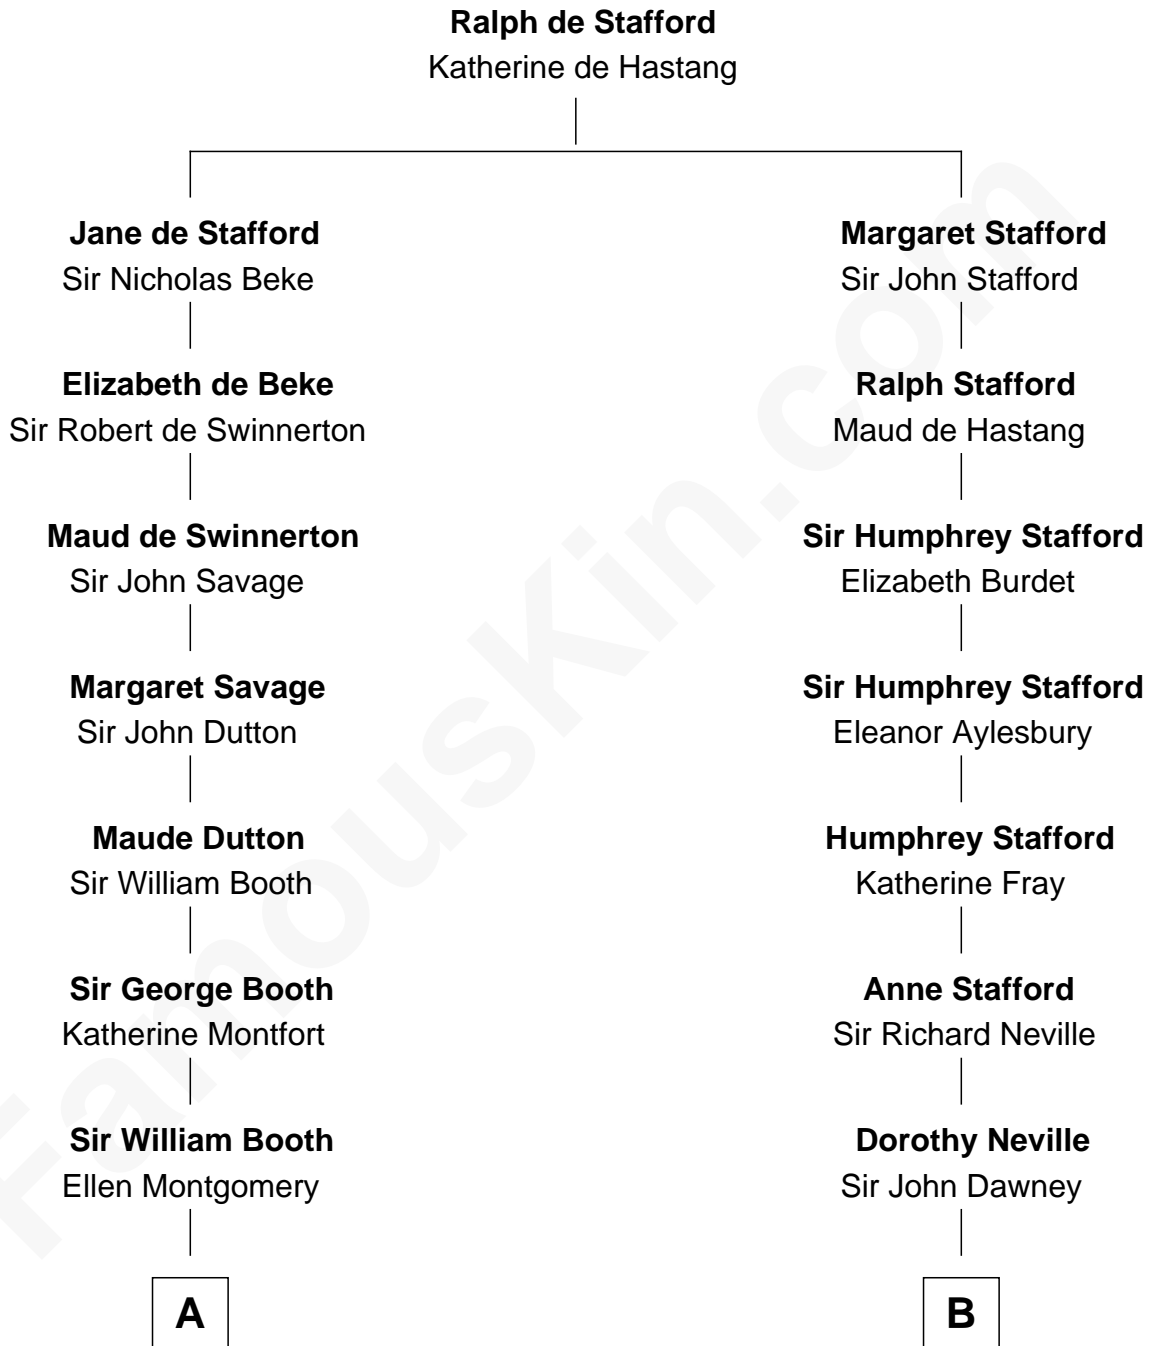 Ralph de Stafford
Katherine de Hastang
Jane de Stafford
Sir Nicholas Beke
Margaret Stafford
Sir John Stafford
Elizabeth de Beke
Sir Robert de Swinnerton
Ralph Stafford
Maud de Hastang
Maud de Swinnerton
Sir John Savage
Sir Humphrey Stafford
Elizabeth Burdet
Margaret Savage
Sir John Dutton
Sir Humphrey Stafford
Eleanor Aylesbury
Maude Dutton
Sir William Booth
Humphrey Stafford
Katherine Fray
Sir George Booth
Katherine Montfort
Anne Stafford
Sir Richard Neville
Sir William Booth
Ellen Montgomery
Dorothy Neville
Sir John Dawney
A
B
FamousKin.com